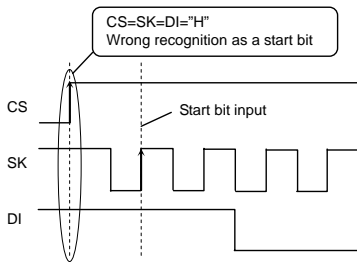 CS=SK=DI=”H”
Wrong recognition as a start bit
CS
Start bit input
SK
DI